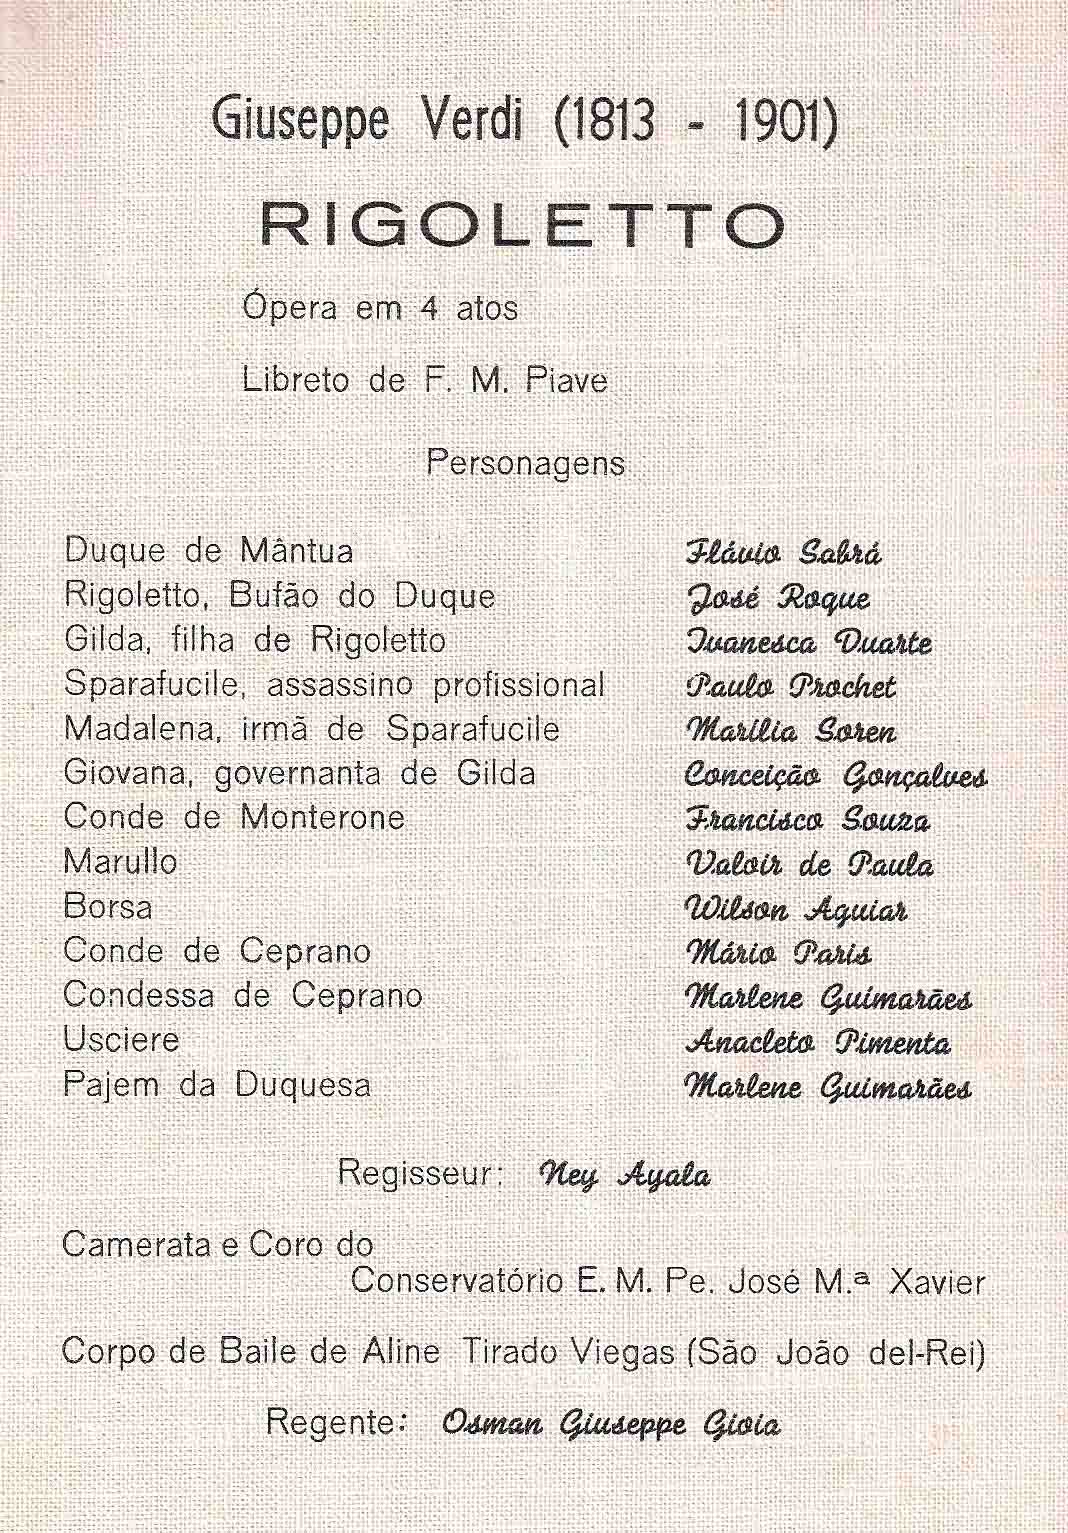 Giuseppe Verdi (1813 - 1901)
RIGOLETTO
Ópera em 4 atos
Libreto de F. M. Piave
Personagens
Duque de Mântua Flávio Sabrá
Rigoletto, Bufão do Duque José Roque
Gilda, filha de Rigoletto Ivanesca Duarte
Sparafucile, assassino profissional Paulo Prochet
Madalena, irmã de Sparafucile Marília Soren
Giovana, governanta de Gilda Conceição Gonçalves
Conde de Monterone Francisco Souza
Marullo Valoir de Paula
Borsa Wilson Aguiar
Conde de Ceprano Mário Paris
Condessa de Ceprano Marlene Guimarães
Usciere Anacleto Pimenta
Pajem da Duquesa Marlene Guimarães
Regisseur: Ney Ayala
Camerata e Coro do
Conservatório E. M. Pe. José M.ª Xavier
Corpo de Baile de Aline Tirado Viegas (São João del-Rei)
Regente: Osman Giuseppe Gioia